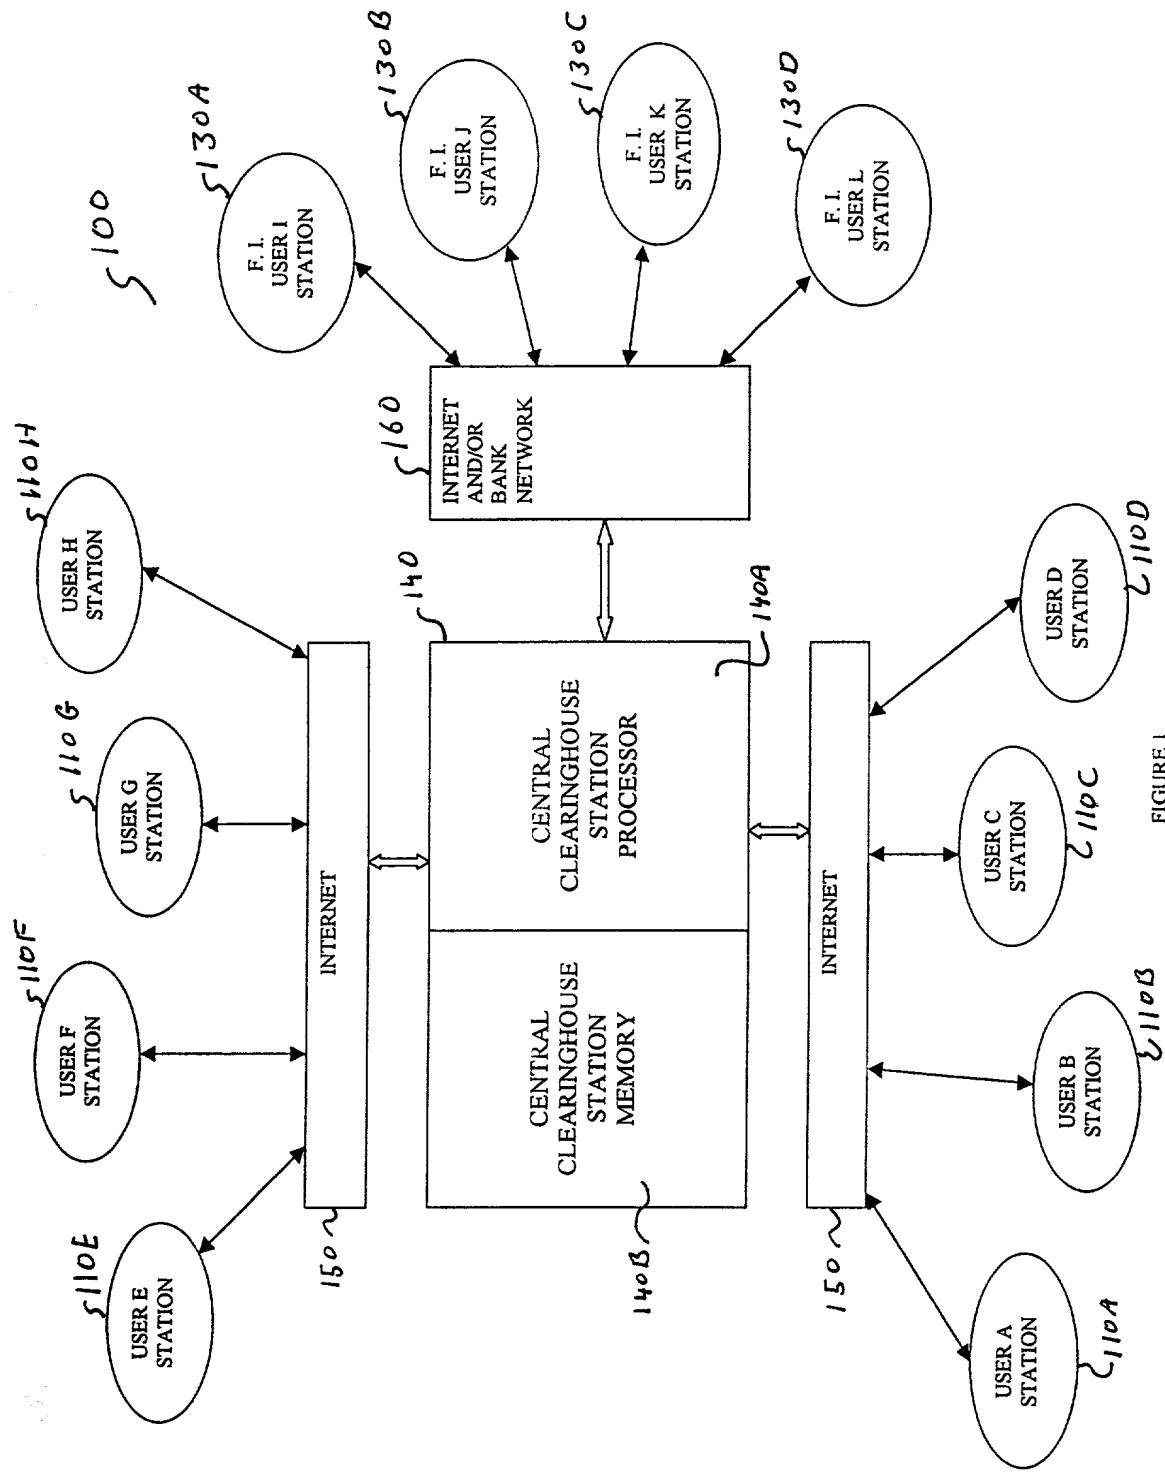 100
110E
USER E
STATION
110F
USER F
STATION
110G
USER G
STATION
110H
USER H
STATION
150
INTERNET
130A
F. I.
USER I
STATION
130B
F. I.
USER J
STATION
130C
F. I.
USER K
STATION
130D
F. I.
USER L
STATION
140
CENTRAL
CLEARINGHOUSE
STATION
MEMORY
140B
CENTRAL
CLEARINGHOUSE
STATION
PROCESSOR
140A
160
INTERNET
AND/OR
BANK
NETWORK
150
INTERNET
USER A
STATION
110A
USER B
STATION
110B
USER C
STATION
110C
USER D
STATION
110D
FIGURE 1